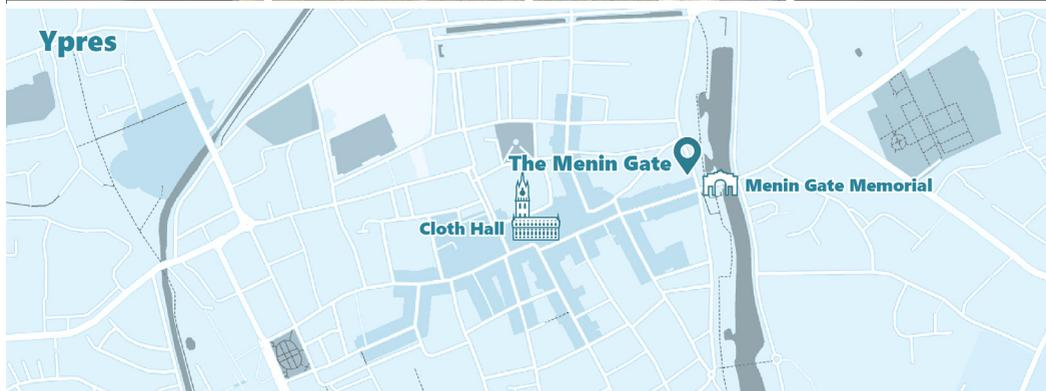 Ypres
The Menin Gate
Menin Gate Memorial
Cloth Hall